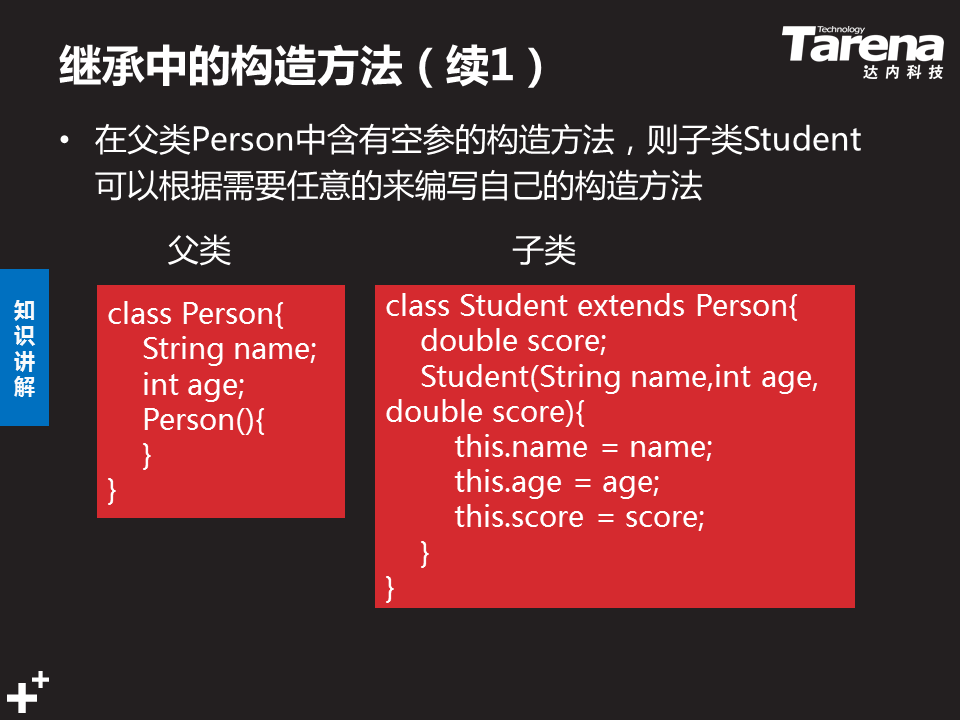 继承中的构造方法（续1）
Technology
Tarena
达内科技
• 在父类Person中含有空参的构造方法，则子类Student
可以根据需要任意的来编写自己的构造方法
父类
子类
知
识
讲
解
class Person{
String name;
int age;
Person(){
}
}
class Student extends Person{
double score;
Student(String name,int age,
double score){
this.name = name;
this.age = age;
this.score = score;
}
}